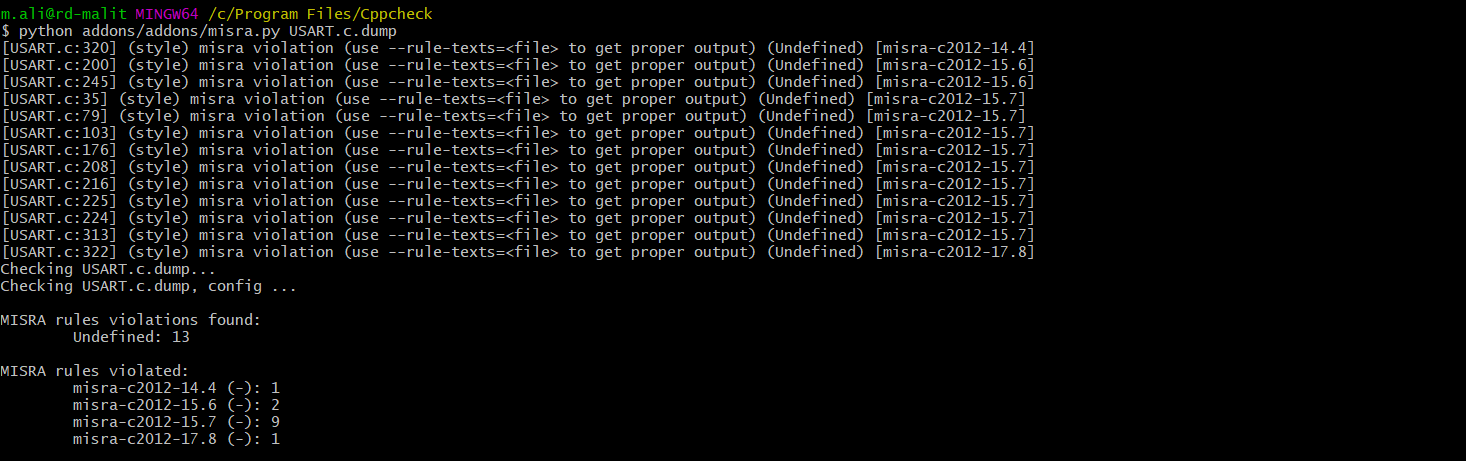 m.ali@rd-malit MINGW64 /c/Program Files/Cppcheck
$ python addons/addons/misra.py USART.c.dump
[USART.c:320] (style) misra violation (use --rule-texts=<file> to get proper output) (Undefined) [misra-c2012-14.4]
[USART.c:200] (style) misra violation (use --rule-texts=<file> to get proper output) (Undefined) [misra-c2012-15.6]
[USART.c:245] (style) misra violation (use --rule-texts=<file> to get proper output) (Undefined) [misra-c2012-15.6]
[USART.c:35] (style) misra violation (use --rule-texts=<file> to get proper output) (Undefined) [misra-c2012-15.7]
[USART.c:79] (style) misra violation (use --rule-texts=<file> to get proper output) (Undefined) [misra-c2012-15.7]
[USART.c:103] (style) misra violation (use --rule-texts=<file> to get proper output) (Undefined) [misra-c2012-15.7]
[USART.c:176] (style) misra violation (use --rule-texts=<file> to get proper output) (Undefined) [misra-c2012-15.7]
[USART.c:208] (style) misra violation (use --rule-texts=<file> to get proper output) (Undefined) [misra-c2012-15.7]
[USART.c:216] (style) misra violation (use --rule-texts=<file> to get proper output) (Undefined) [misra-c2012-15.7]
[USART.c:225] (style) misra violation (use --rule-texts=<file> to get proper output) (Undefined) [misra-c2012-15.7]
[USART.c:224] (style) misra violation (use --rule-texts=<file> to get proper output) (Undefined) [misra-c2012-15.7]
[USART.c:313] (style) misra violation (use --rule-texts=<file> to get proper output) (Undefined) [misra-c2012-15.7]
[USART.c:322] (style) misra violation (use --rule-texts=<file> to get proper output) (Undefined) [misra-c2012-17.8]
Checking USART.c.dump...
Checking USART.c.dump, config ...
MISRA rules violations found:
Undefined: 13
MISRA rules violated:
misra-c2012-14.4 (-): 1
misra-c2012-15.6 (-): 2
misra-c2012-15.7 (-): 9
misra-c2012-17.8 (-): 1